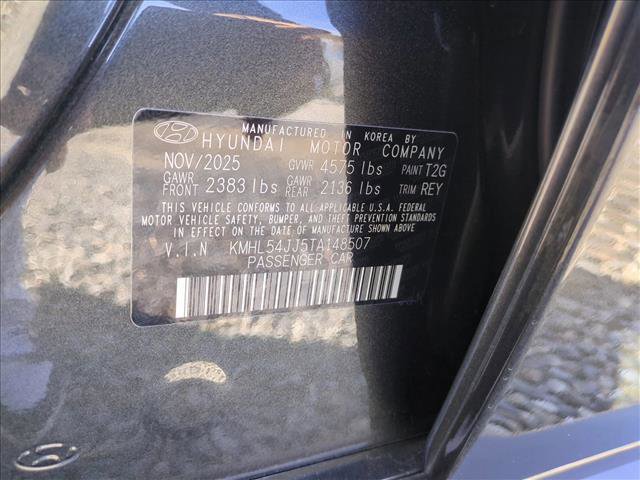 MANUFACTURED IN KOREA BY
HYUNDAI MOTOR COMPANY
NOV/2025 GVWR 4575 lbs PAINT T2G
GAWR FRONT 2383 lbs GAWR REAR 2136 lbs TRIM REY
THIS VEHICLE CONFORMS TO ALL APPLICABLE U.S.A. FEDERAL
MOTOR VEHICLE SAFETY, BUMPER, AND THEFT PREVENTION STANDARDS
IN EFFECT ON THE DATE OF MANUFACTURE SHOWN ABOVE.
V.I.N KMHL54JJ5TA148507
PASSENGER CAR